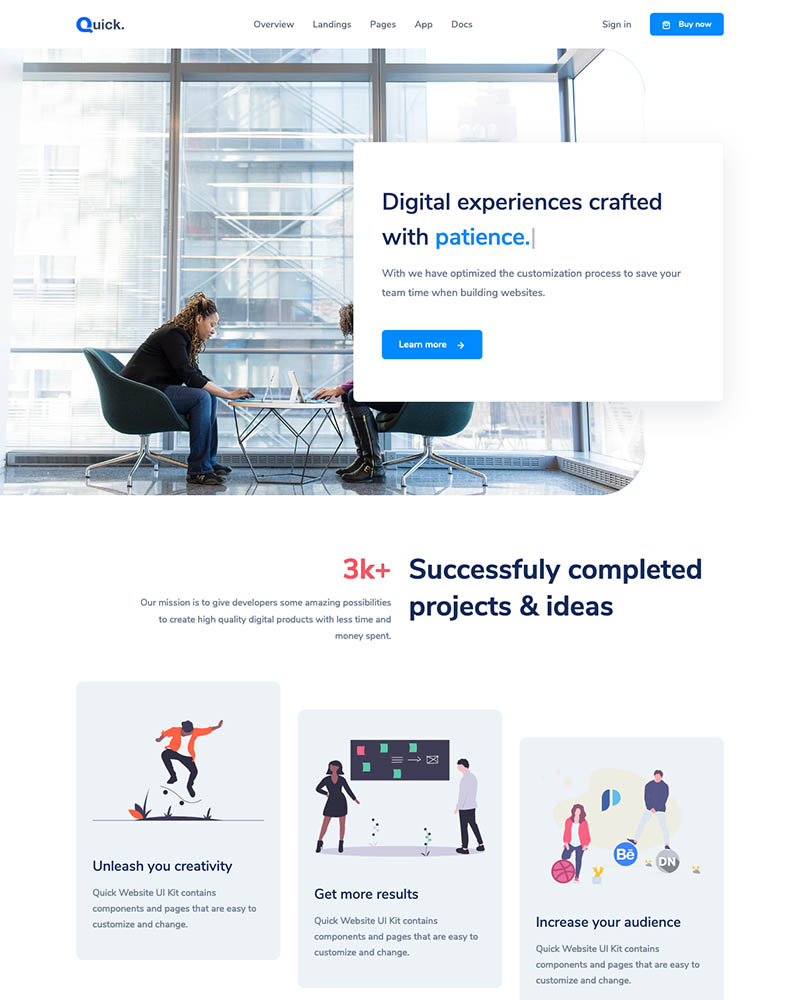 Quick.
Overview Landings Pages App Docs
Sign in Buy now
Digital experiences crafted
with patience.
With we have optimized the customization process to save your
team time when building websites.
Learn more
3k+
Our mission is to give developers some amazing possibilities
to create high quality digital products with less time and
money spent.
Successfuly completed
projects & ideas
Unleash you creativity
Quick Website UI Kit contains
components and pages that are easy to
customize and change.
Get more results
Quick Website UI Kit contains
components and pages that are easy to
customize and change.
Bē
DN
Increase your audience
Quick Website UI Kit contains
components and pages that are easy to
customize and change.